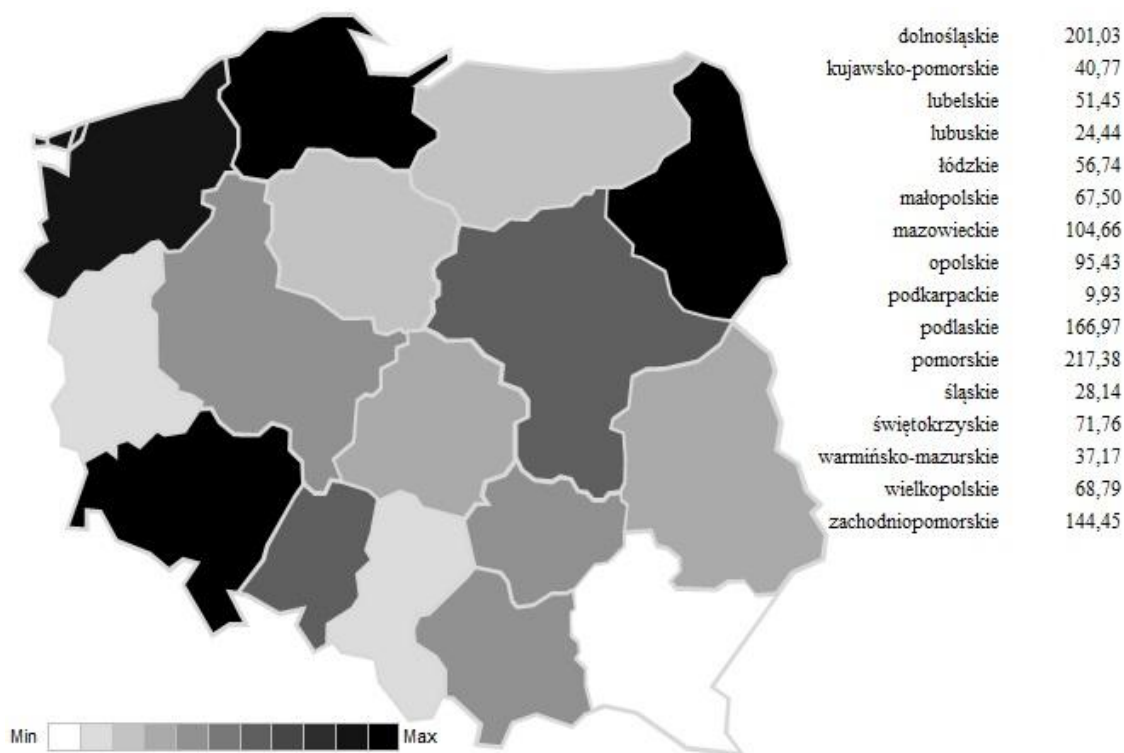 dolnośląskie 201,03
kujawsko-pomorskie 40,77
lubelskie 51,45
lubuskie 24,44
łódzkie 56,74
małopolskie 67,50
mazowieckie 104,66
opolskie 95,43
podkarpackie 9,93
podlaskie 166,97
pomorskie 217,38
śląskie 28,14
świętokrzyskie 71,76
warmińsko-mazurskie 37,17
wielkopolskie 68,79
zachodniopomorskie 144,45
Min Max